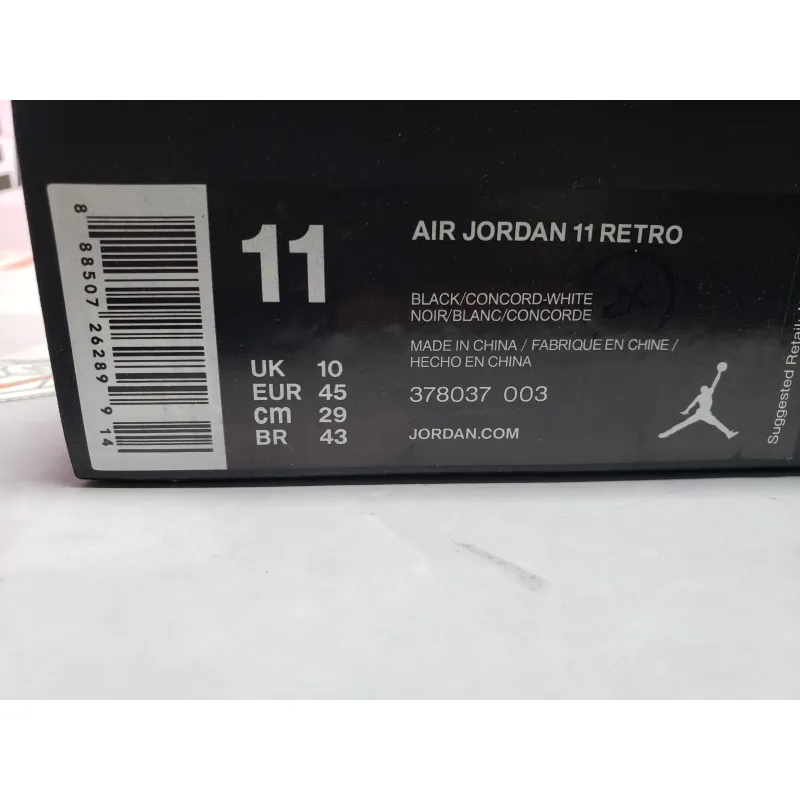 8 88507 26289 9 14
11
UK 10
EUR 45
cm 29
BR 43
AIR JORDAN 11 RETRO
BLACK/CONCORD-WHITE
NOIR/BLANC/CONCORDE
MADE IN CHINA / FABRIQUE EN CHINE /
HECHO EN CHINA
378037 003
JORDAN.COM
Suggested Retail